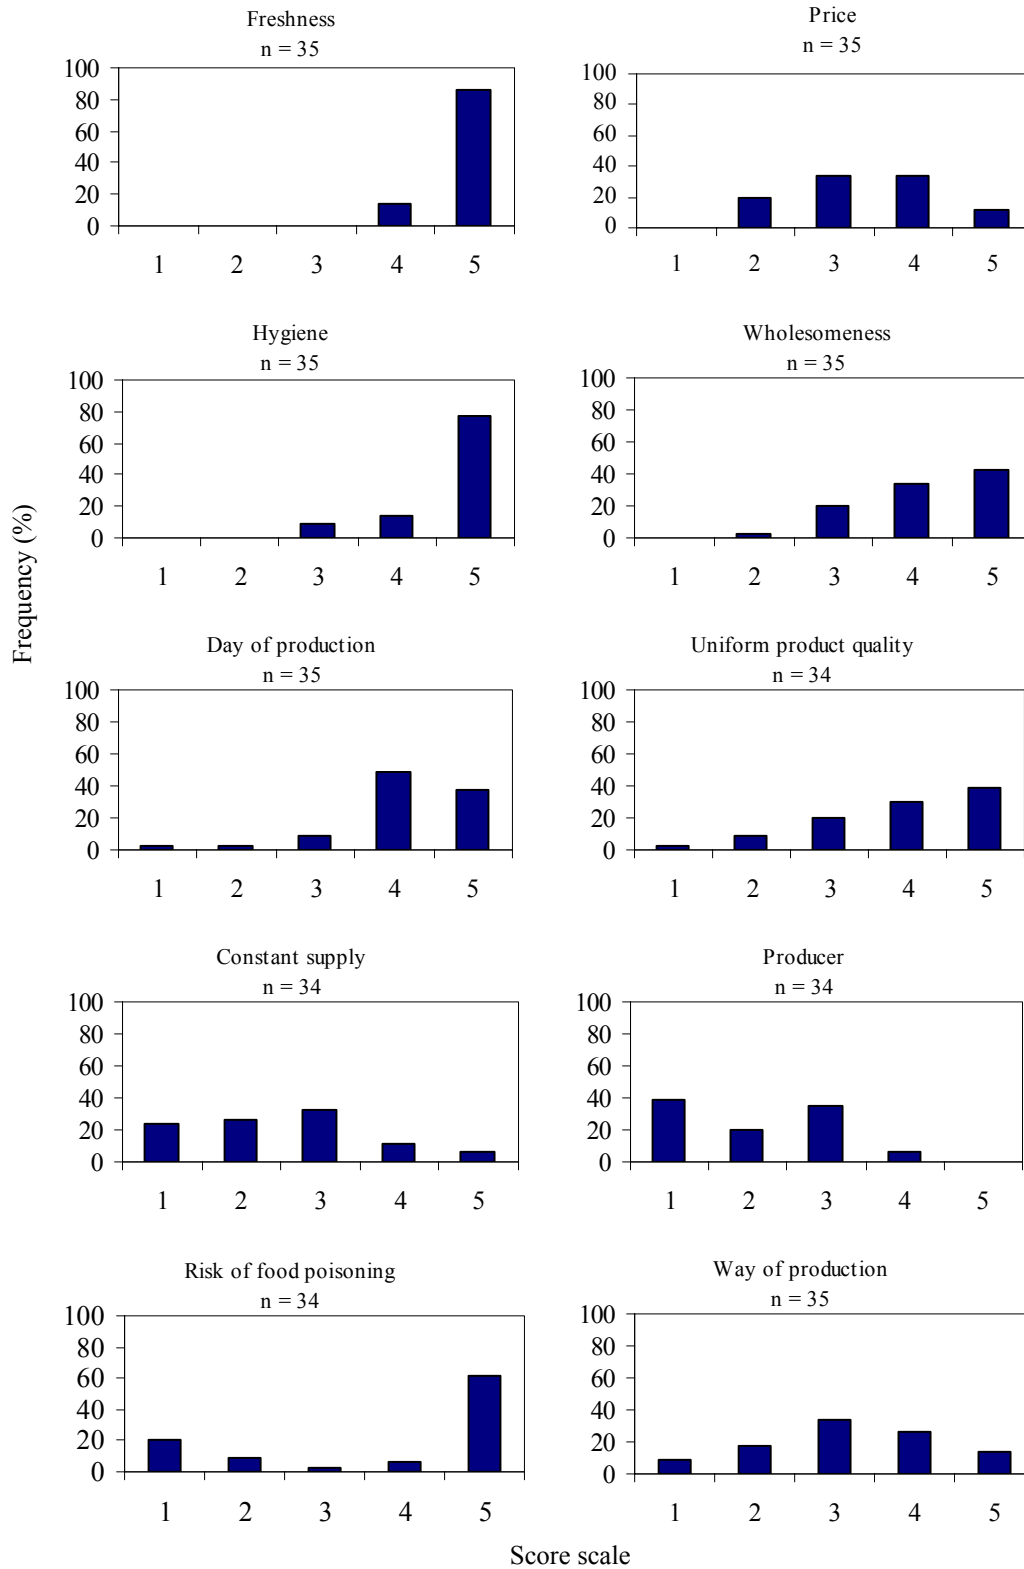 Freshness
n = 35
100
80
60
40
20
0
1 2 3 4 5
Price
n = 35
100
80
60
40
20
0
1 2 3 4 5
Hygiene
n = 35
100
80
60
40
20
0
1 2 3 4 5
Wholesomeness
n = 35
100
80
60
40
20
0
1 2 3 4 5
Frequency (%)
Day of production
n = 35
100
80
60
40
20
0
1 2 3 4 5
Uniform product quality
n = 34
100
80
60
40
20
0
1 2 3 4 5
Constant supply
n = 34
100
80
60
40
20
0
1 2 3 4 5
Producer
n = 34
100
80
60
40
20
0
1 2 3 4 5
Risk of food poisoning
n = 34
100
80
60
40
20
0
1 2 3 4 5
Way of production
n = 35
100
80
60
40
20
0
1 2 3 4 5
Score scale